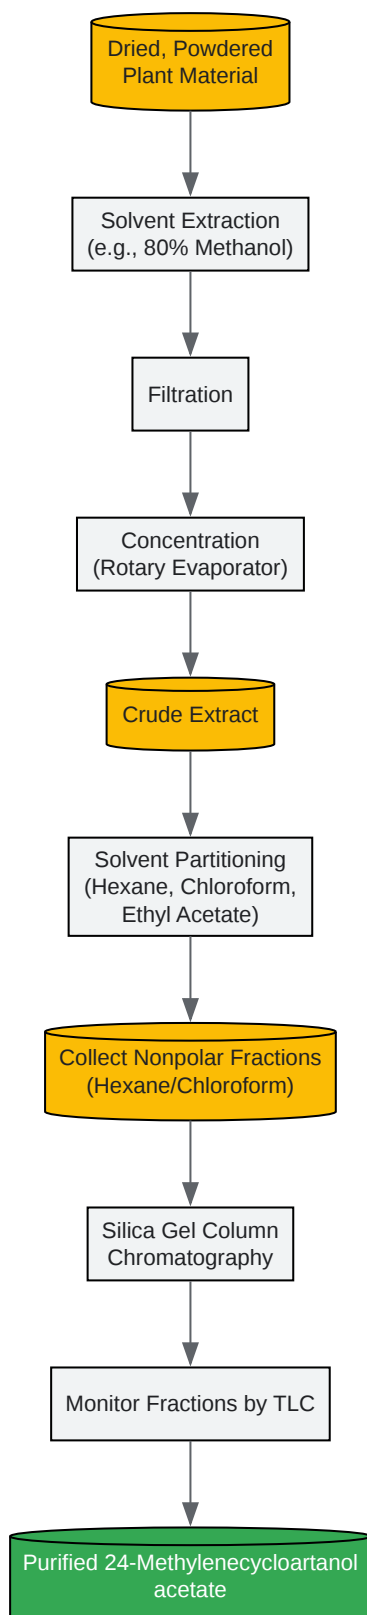 Dried, Powdered
Plant Material
Solvent Extraction
(e.g., 80% Methanol)
Filtration
Concentration
(Rotary Evaporator)
Crude Extract
Solvent Partitioning
(Hexane, Chloroform,
Ethyl Acetate)
Collect Nonpolar Fractions
(Hexane/Chloroform)
Silica Gel Column
Chromatography
Monitor Fractions by TLC
Purified 24-Methylenecycloartanol
acetate